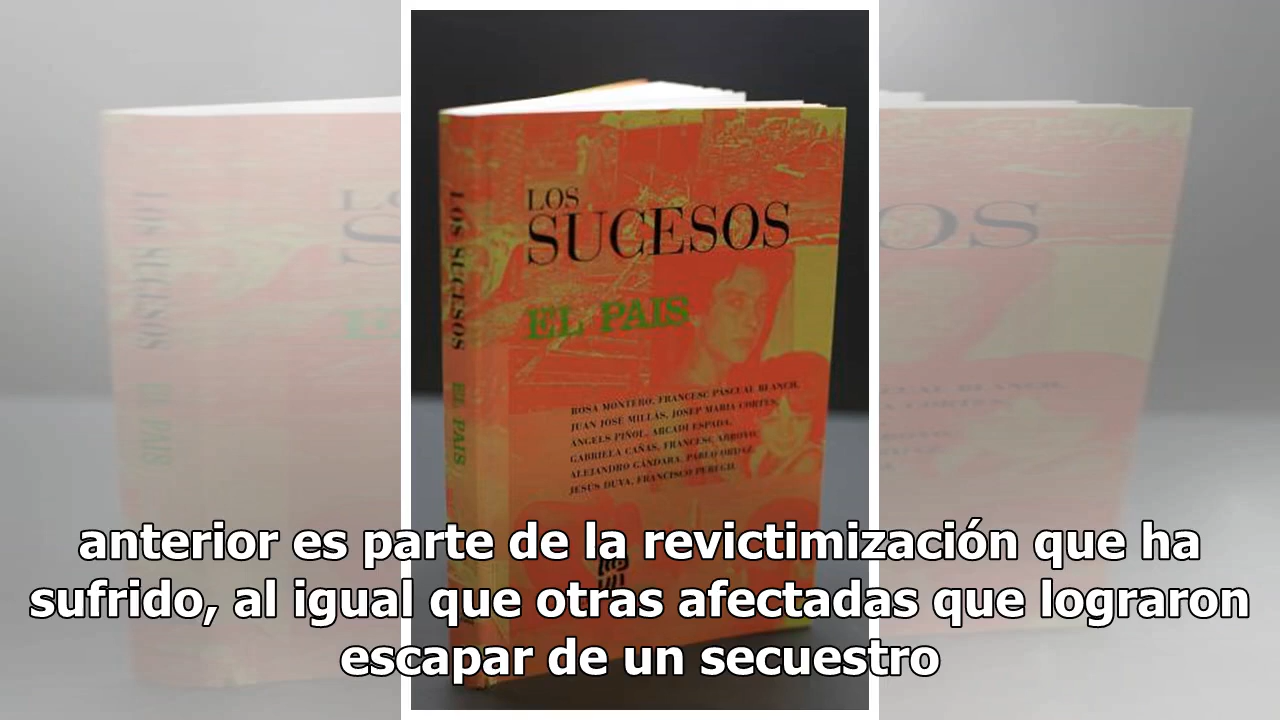 LOS
SUCESOS
EL PAIS
LOS SUCESOS EL PAIS
ROSA MONTERO, FRANCESC PASCUAL BLANCH,
JUAN JOSÉ MILLÁS, JOSEP MARIA CORTÉS,
ÀNGELS PIÑOL, ARCADI ESPADA,
GABRIELA CAÑAS, FRANCESC ARROYO,
ALEJANDRO GÁNDARA, PABLO ORDAZ,
JESÚS DUVA, FRANCISCO PEREGIL
anterior es parte de la revictimización que ha
sufrido, al igual que otras afectadas que lograron
escapar de un secuestro